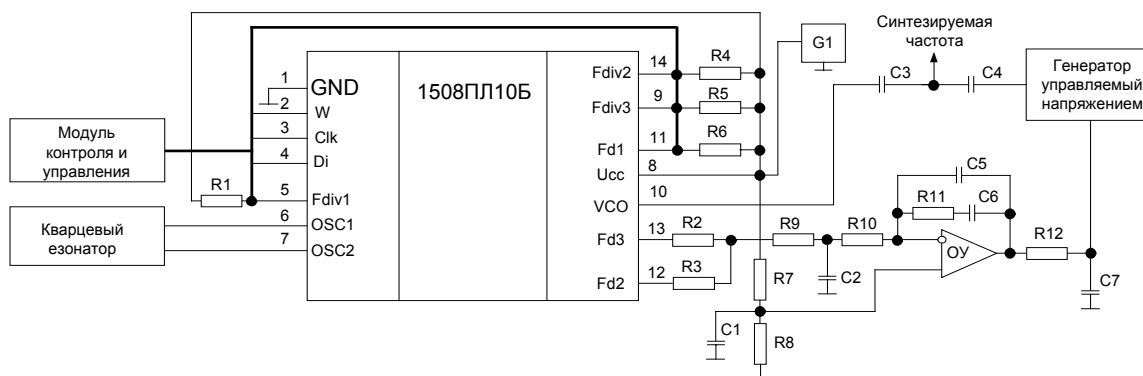 Синтезируемая
частота
G1
R4
14
Fdiv2
C3
C4
Генератор
управляемый
напряжением
1
GND
1508ПЛ10Б
R5
9
Fdiv3
2
W
Модуль
контроля и
управления
3
Clk
R6
11
Fd1
4
Di
8
Ucc
C5
R1
5
Fdiv1
10
VCO
R11
C6
Кварцевый
езонатор
6
OSC1
7
OSC2
13
Fd3
R2
R9
R10
R12
ОУ
12
Fd2
R3
R7
C2
C7
C1
R8